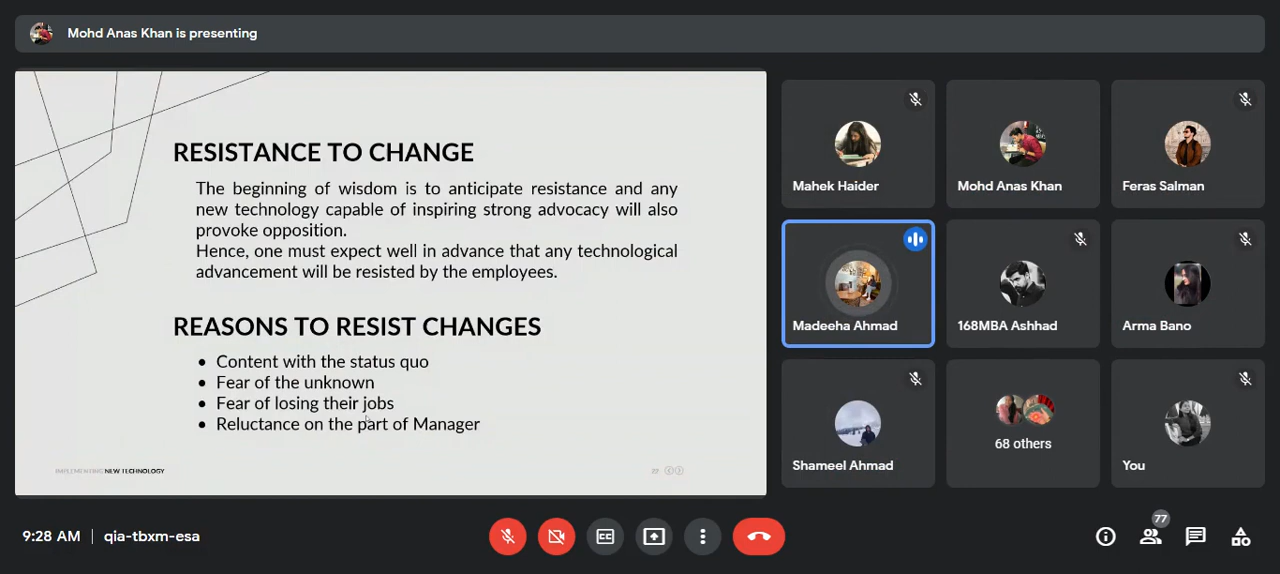 Mohd Anas Khan is presenting
RESISTANCE TO CHANGE
The beginning of wisdom is to anticipate resistance and any
new technology capable of inspiring strong advocacy will also
provoke opposition.
Hence, one must expect well in advance that any technological
advancement will be resisted by the employees.
REASONS TO RESIST CHANGES
• Content with the status quo
• Fear of the unknown
• Fear of losing their jobs
• Reluctance on the part of Manager
IMPLEMENTING NEW TECHNOLOGY
Mahek Haider
Mohd Anas Khan
Feras Salman
Madeeha Ahmad
168MBA Ashhad
Arma Bano
Shameel Ahmad
68 others
You
9:28 AM | qia-tbxm-esa
CC
77